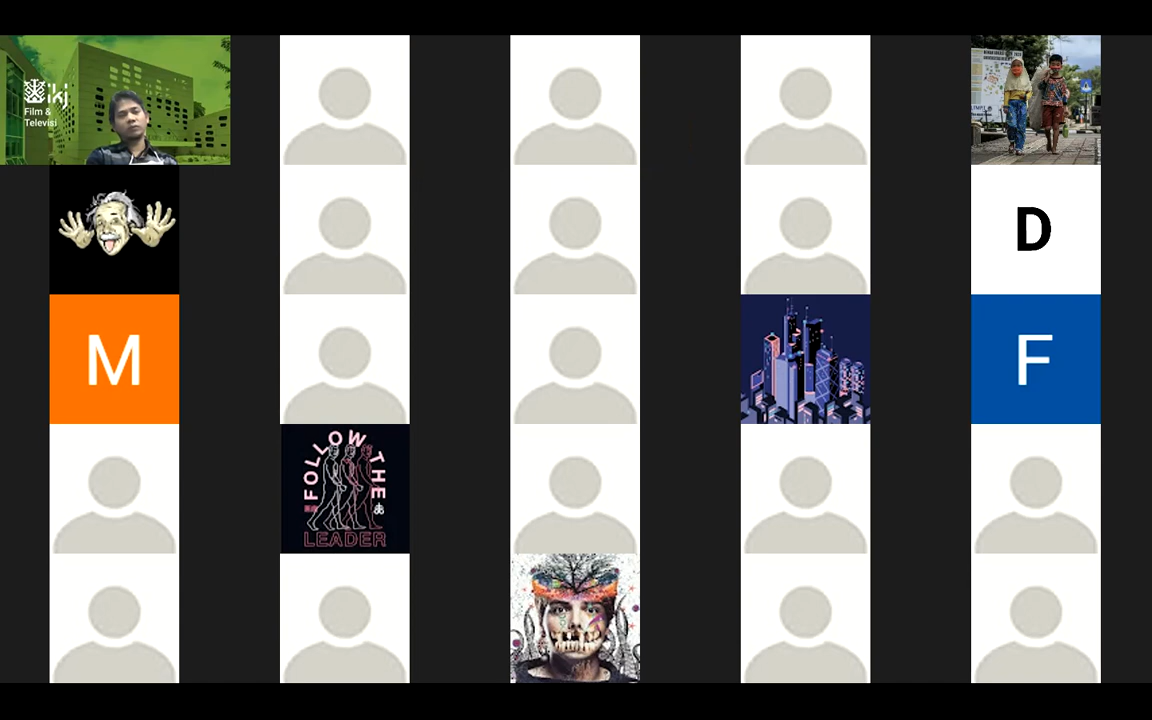 ikj
Film &
Televisi
D
M
F
FOLLOW THE
LEADER